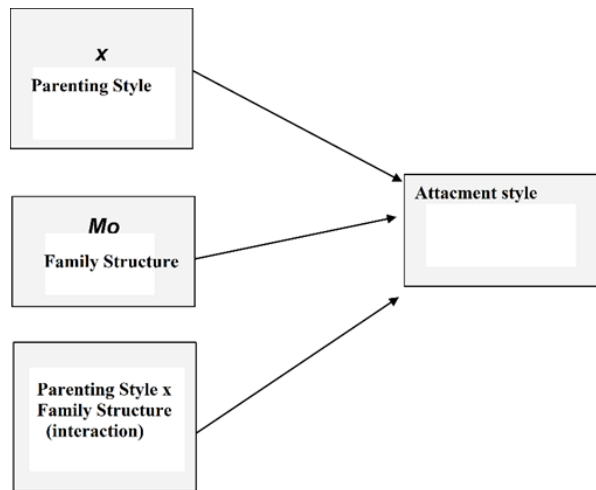 x
Parenting Style
Mo
Family Structure
Parenting Style x
Family Structure
(interaction)
Attacment style